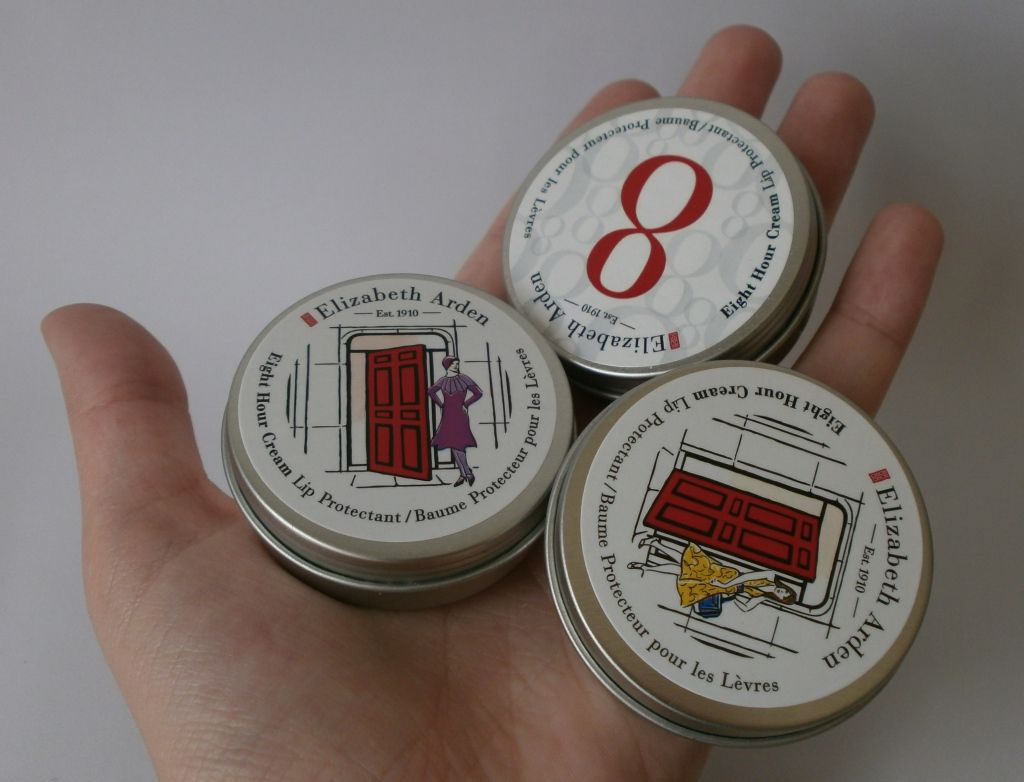 Elizabeth Arden
Est. 1910
Eight Hour Cream Lip Protectant/Baume Protecteur pour les Lèvres
8
Elizabeth Arden
Est. 1910
Eight Hour Cream Lip Protectant/Baume Protecteur pour les Lèvres
Elizabeth Arden
Est. 1910
Eight Hour Cream Lip Protectant/Baume Protecteur pour les Lèvres